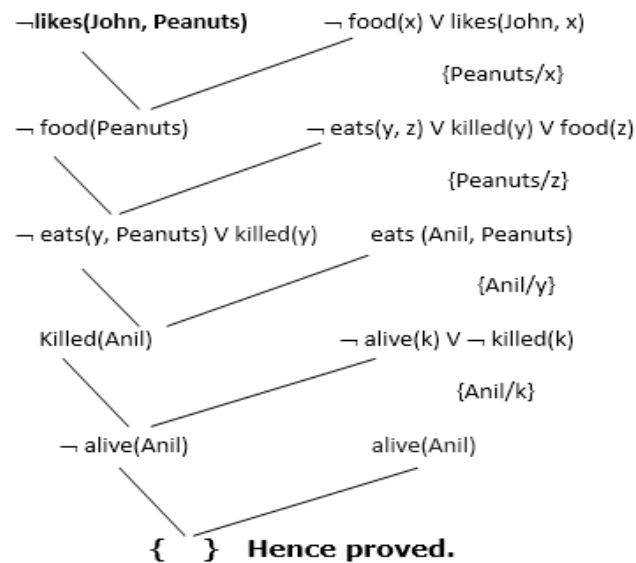 ¬likes(John, Peanuts) ¬ food(x) V likes(John, x)
{Peanuts/x}
¬ food(Peanuts) ¬ eats(y, z) V killed(y) V food(z)
{Peanuts/z}
¬ eats(y, Peanuts) V killed(y) eats (Anil, Peanuts)
{Anil/y}
Killed(Anil) ¬ alive(k) V ¬ killed(k)
{Anil/k}
¬ alive(Anil) alive(Anil)
{ } Hence proved.